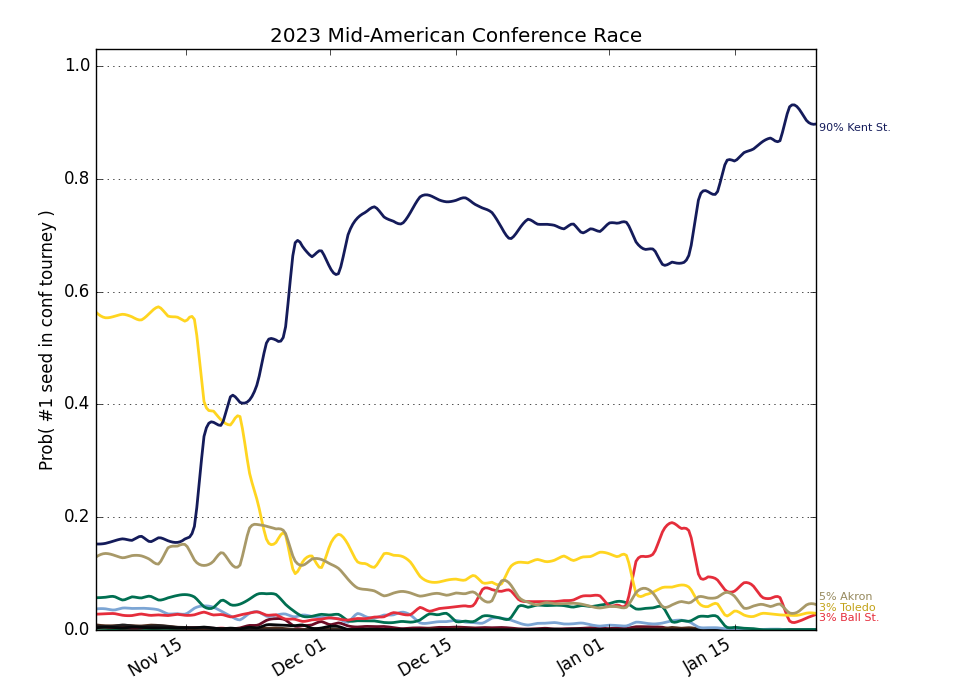 2023 Mid-American Conference Race
Prob( #1 seed in conf tourney )
1.0
0.8
0.6
0.4
0.2
0.0
Nov 15
Dec 01
Dec 15
Jan 01
Jan 15
90% Kent St.
5% Akron
3% Toledo
3% Ball St.